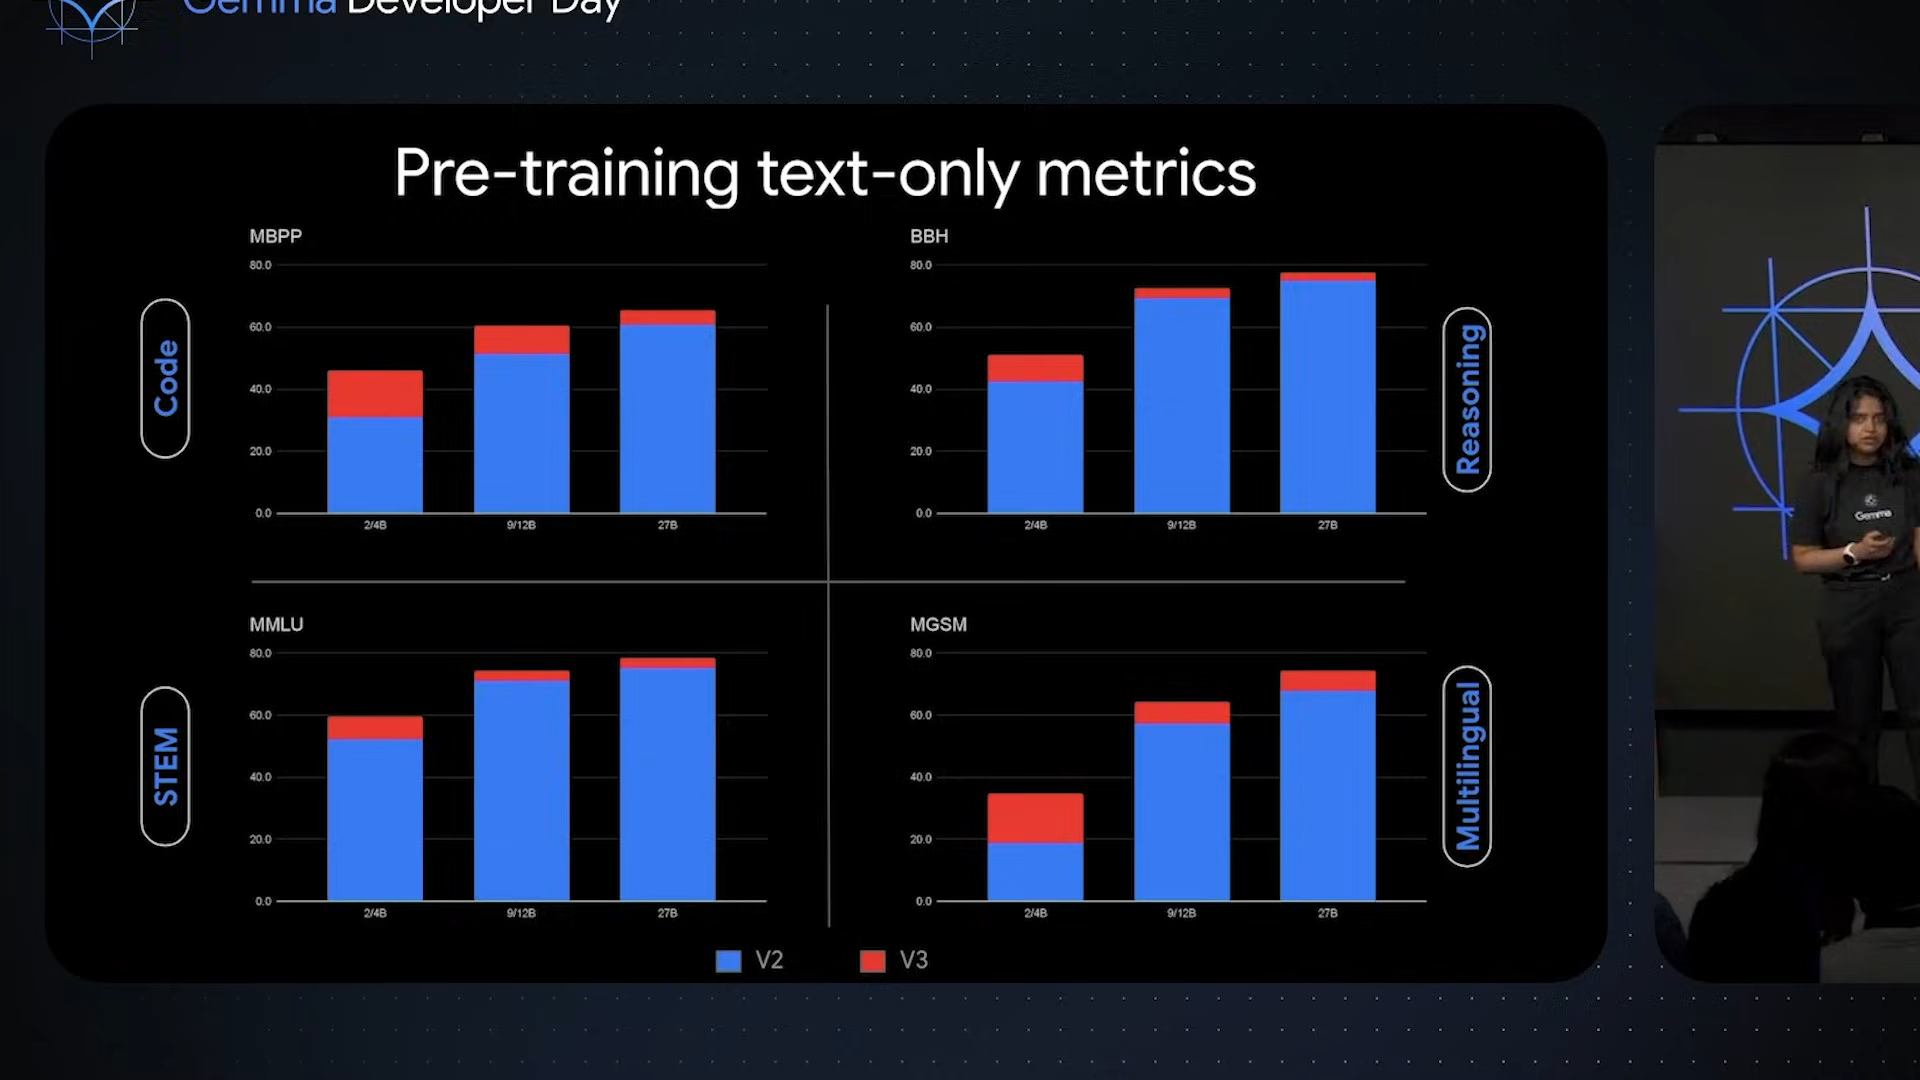 Gemma Developer Day
Pre-training text-only metrics
MBPP
80.0
60.0
40.0
20.0
0.0
2/4B 9/12B 27B
Code
BBH
80.0
60.0
40.0
20.0
0.0
2/4B 9/12B 27B
Reasoning
MMLU
80.0
60.0
40.0
20.0
0.0
2/4B 9/12B 27B
STEM
MGSM
80.0
60.0
40.0
20.0
0.0
2/4B 9/12B 27B
Multilingual
V2 V3
Gemma